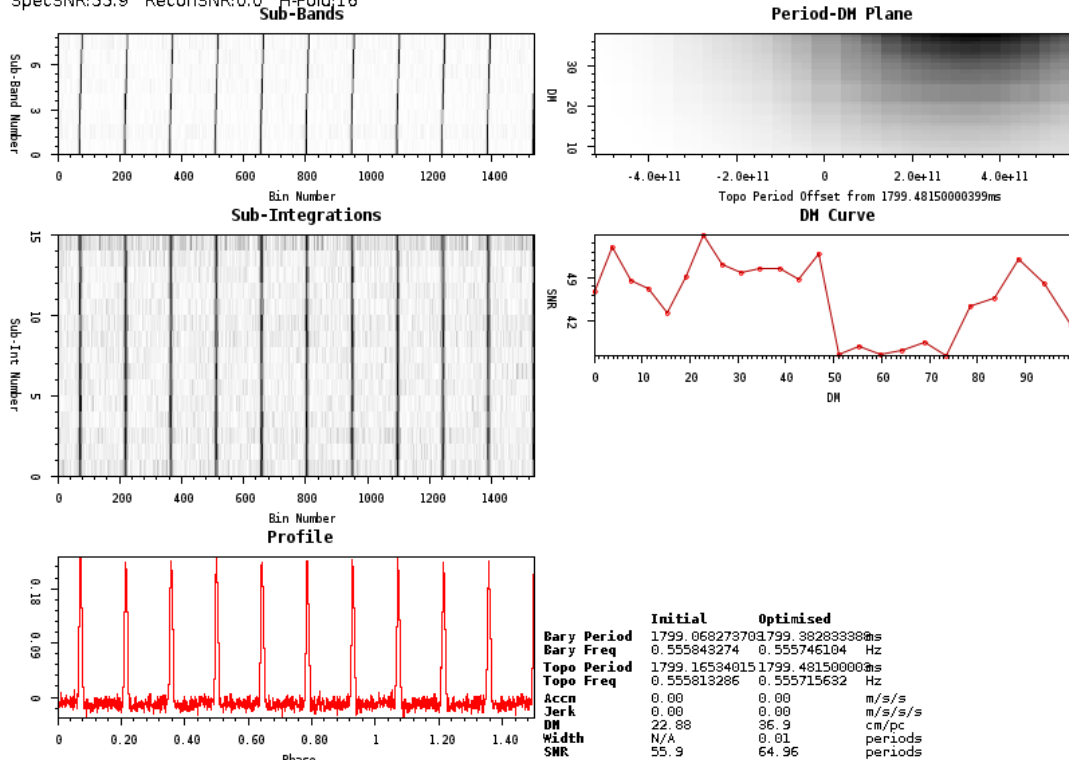 SpecSNR:55.9 ReconSNR:0.0 H-Fold:16
Sub-Bands
Sub-Band Number
0 3 6
0 200 400 600 800 1000 1200 1400
Bin Number
Period-DM Plane
DM
10 20 30
-4.0e+11 -2.0e+11 0 2.0e+11 4.0e+11
Topo Period Offset from 1799.48150000399ms
Sub-Integrations
Sub-Int Number
0 5 10 15
0 200 400 600 800 1000 1200 1400
Bin Number
DM Curve
SNR
42 49
0 10 20 30 40 50 60 70 80 90
DM
Profile
0 0.09 0.18
0 0.20 0.40 0.60 0.80 1 1.20 1.40
Phase
Initial Optimised
Bary Period 1799.068273703 1799.382833388ms
Bary Freq 0.555843274 0.555746104 Hz
Topo Period 1799.16534015 1799.481500003ms
Topo Freq 0.555813286 0.555715632 Hz
Accn 0.00 0.00 m/s/s
Jerk 0.00 0.00 m/s/s/s
DM 22.88 36.9 cm/pc
Width N/A 0.01 periods
SNR 55.9 64.96 periods